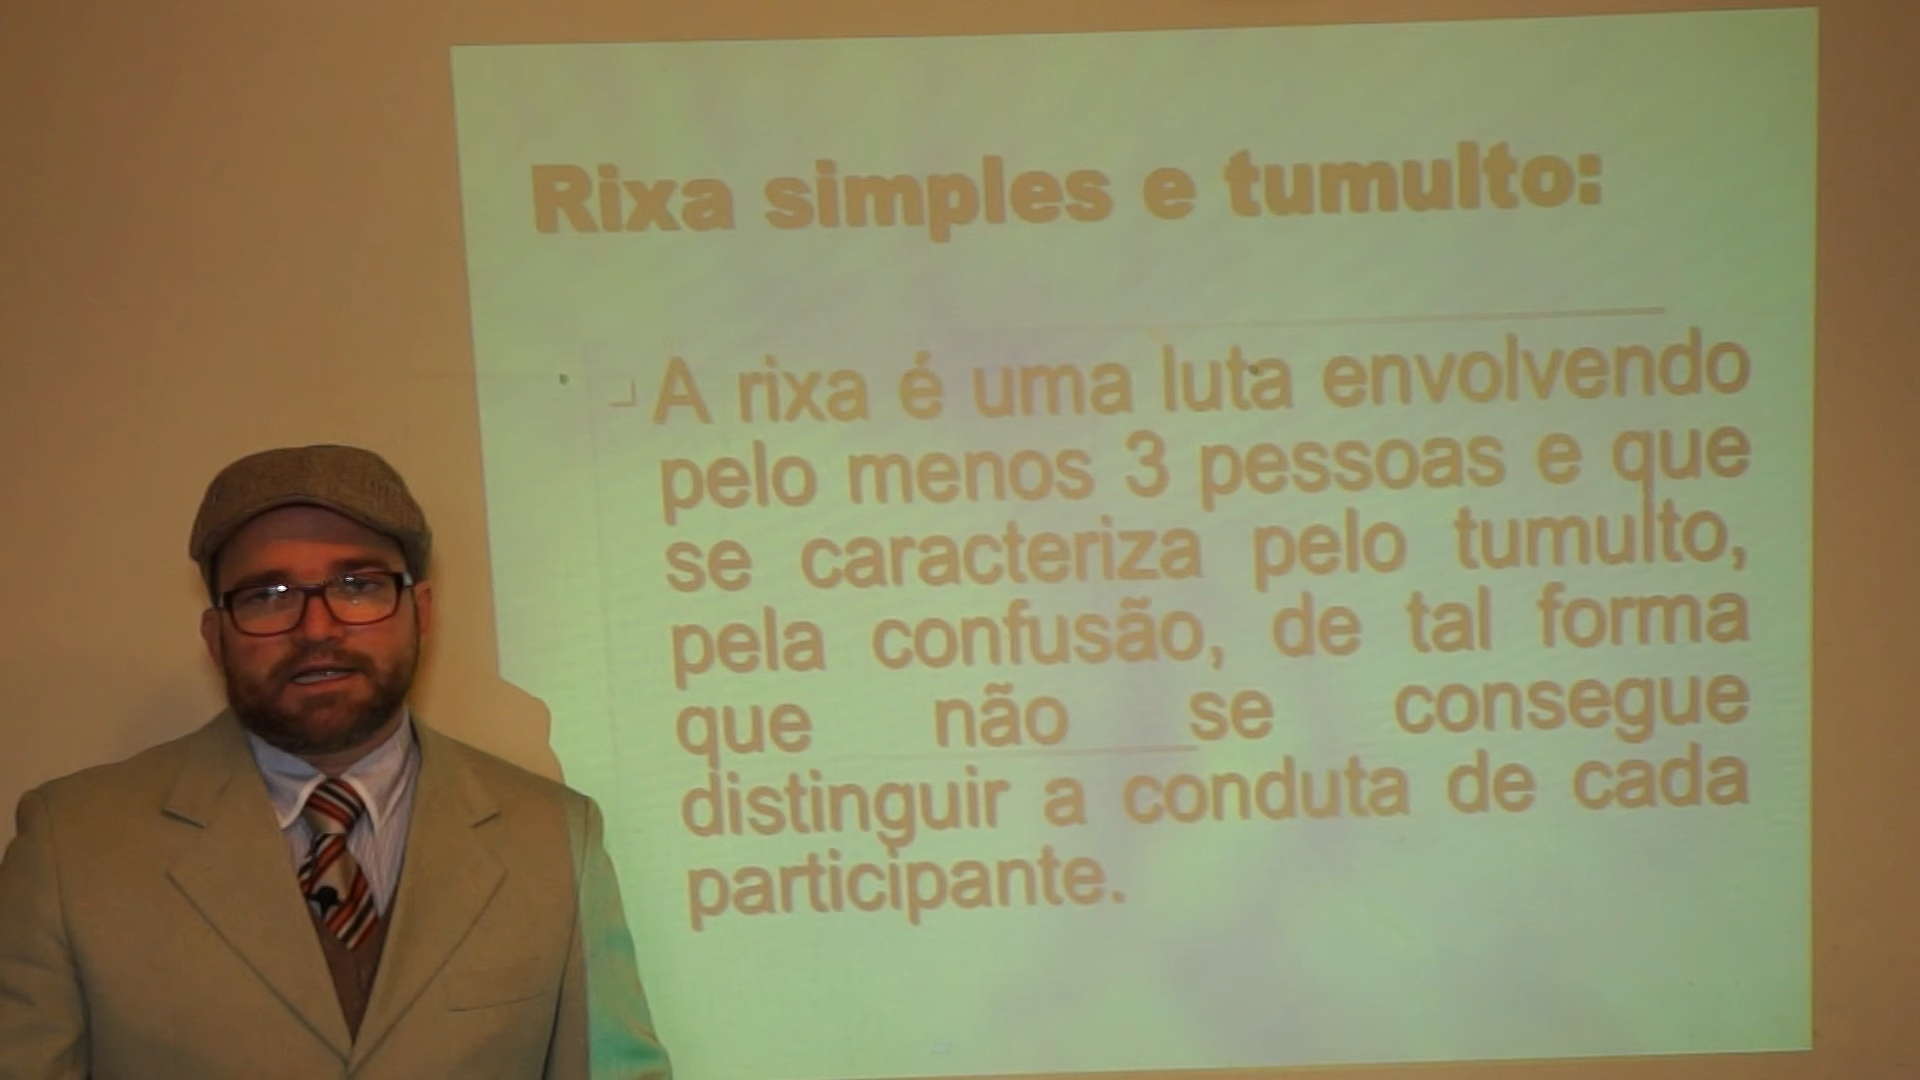 Rixa simples e tumulto:
A rixa é uma luta envolvendo
pelo menos 3 pessoas e que
se caracteriza pelo tumulto,
pela confusão, de tal forma
que não se consegue
distinguir a conduta de cada
participante.